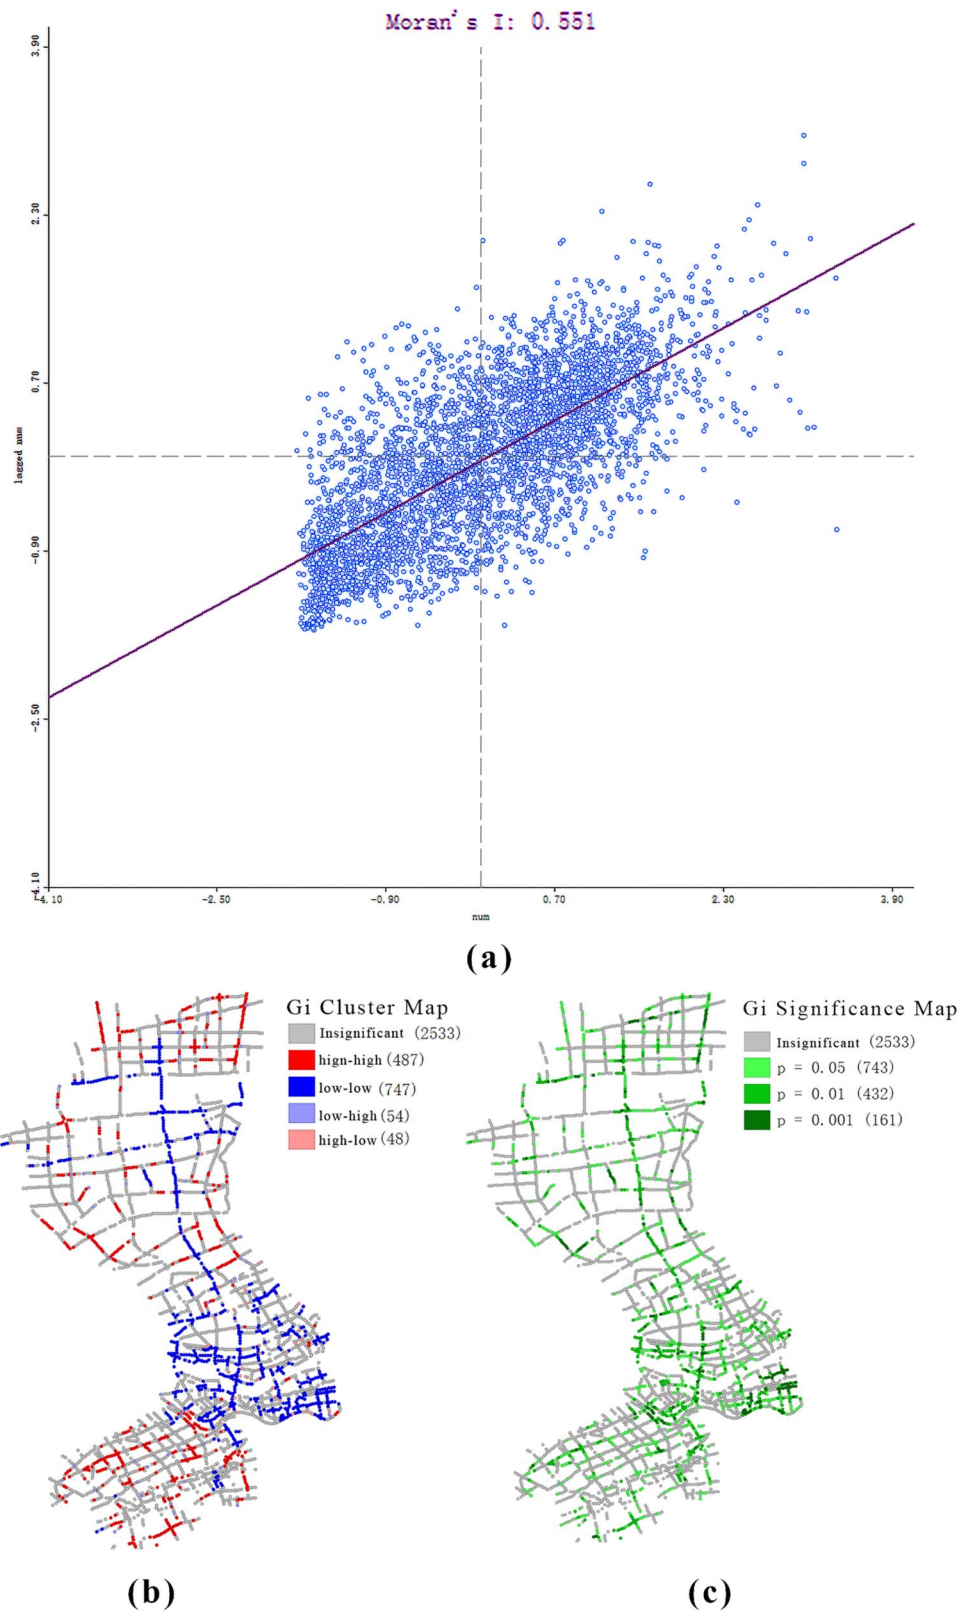 Moran's I: 0.551
3.90
2.30
0.70
lagged num
-0.90
-2.50
-4.10
-4.10 -2.50 -0.90 0.70 2.30 3.90
num
(a)
Gi Cluster Map
Insignificant (2533)
hign-high (487)
low-low (747)
low-high (54)
high-low (48)
Gi Significance Map
Insignificant (2533)
p = 0.05 (743)
p = 0.01 (432)
p = 0.001 (161)
(b)
(c)